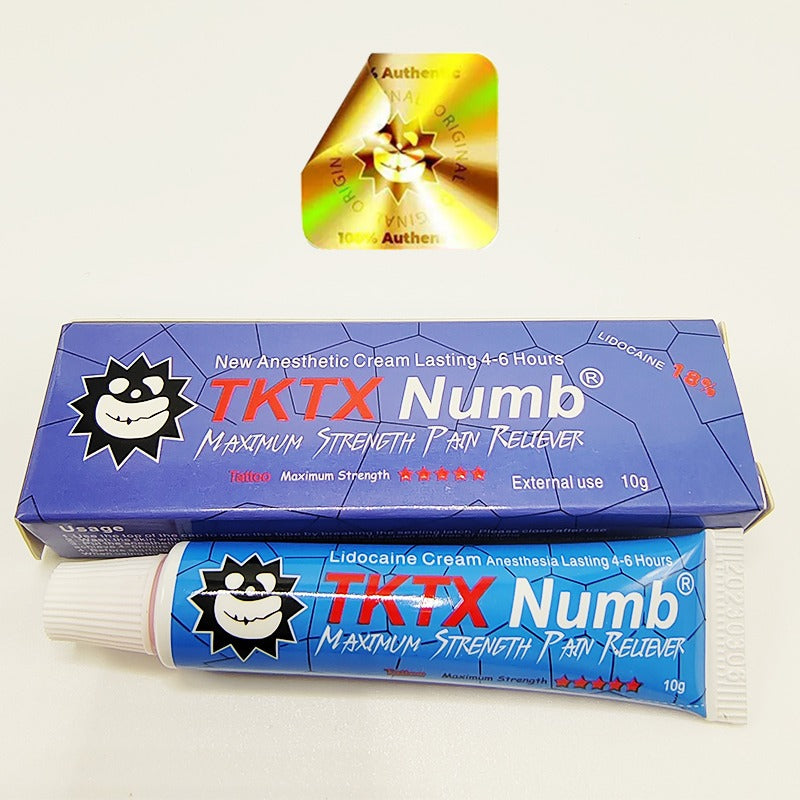 % Authentic
ORIGINAL
ORIGINAL
100% Authen
New Anesthetic Cream Lasting 4-6 Hours
LIDOCAINE 18%
TKTX Numb®
MAXIMUM STRENGTH PAIN RELIEVER
Tattoo Maximum Strength
External use 10g
Usage
Lidocaine Cream Anesthesia Lasting 4-6 Hours
TKTX Numb®
MAXIMUM STRENGTH PAIN RELIEVER
Tattoo Maximum Strength
10g
20230306